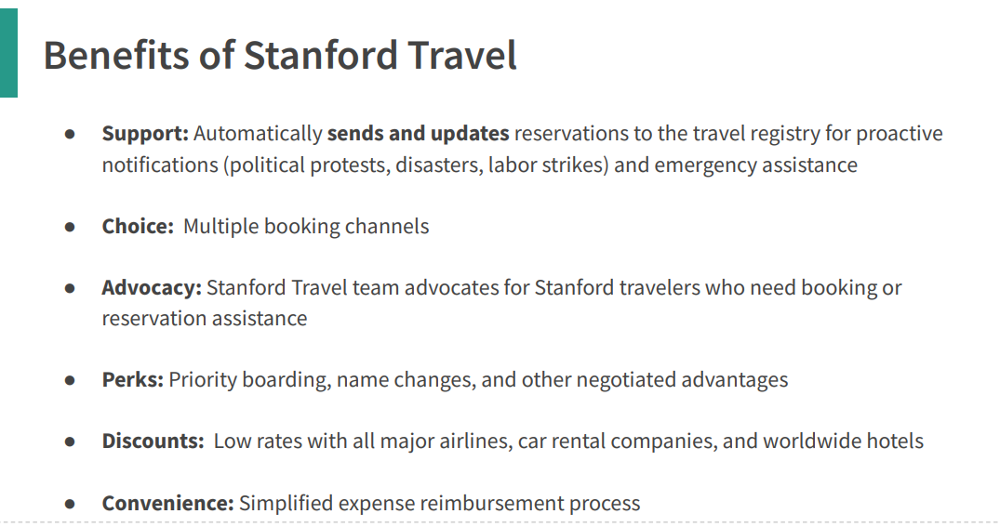 Benefits of Stanford Travel
● Support: Automatically sends and updates reservations to the travel registry for proactive
notifications (political protests, disasters, labor strikes) and emergency assistance
● Choice: Multiple booking channels
● Advocacy: Stanford Travel team advocates for Stanford travelers who need booking or
reservation assistance
● Perks: Priority boarding, name changes, and other negotiated advantages
● Discounts: Low rates with all major airlines, car rental companies, and worldwide hotels
● Convenience: Simplified expense reimbursement process